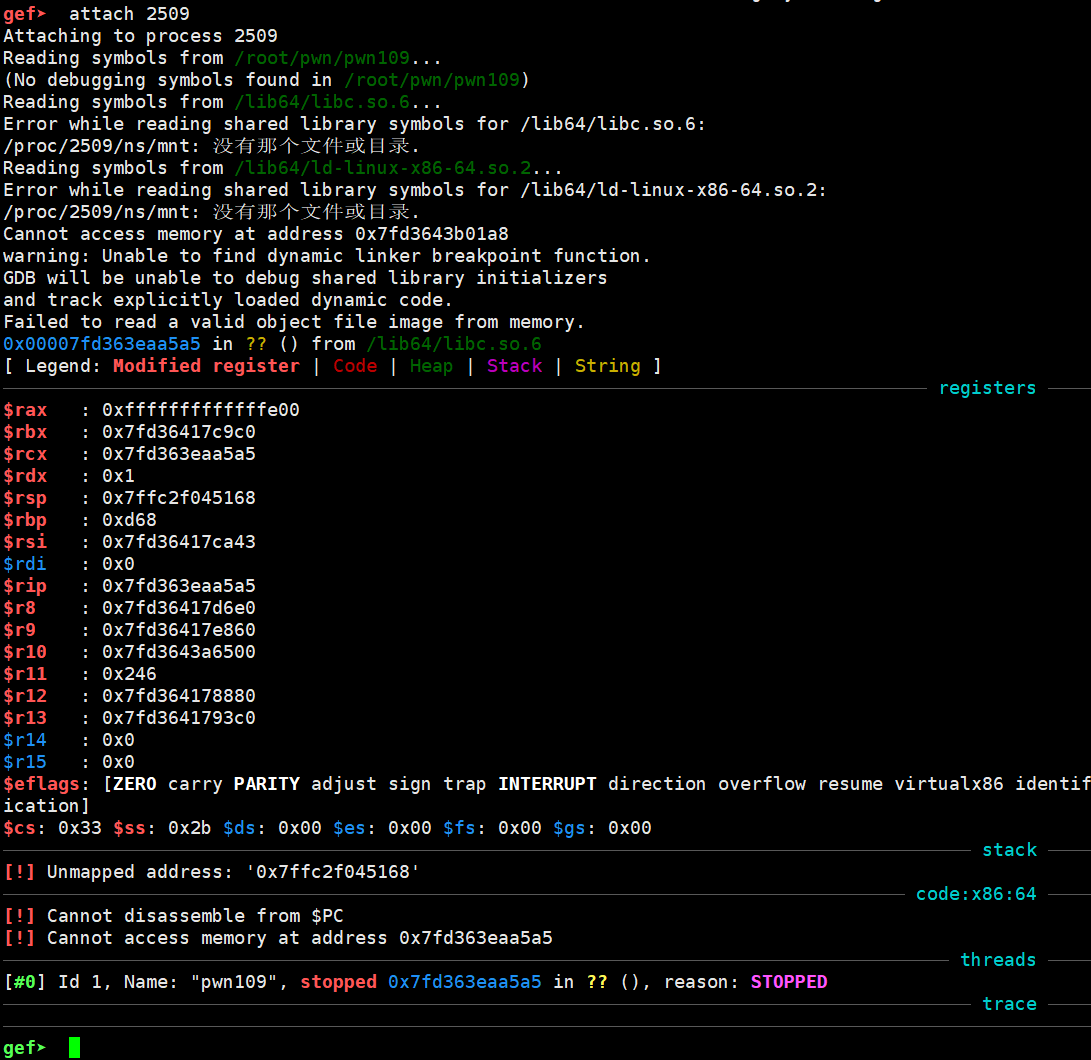 gef➤  attach 2509
Attaching to process 2509
Reading symbols from /root/pwn/pwn109...
(No debugging symbols found in /root/pwn/pwn109)
Reading symbols from /lib64/libc.so.6...
Error while reading shared library symbols for /lib64/libc.so.6:
/proc/2509/ns/mnt: 没有那个文件或目录.
Reading symbols from /lib64/ld-linux-x86-64.so.2...
Error while reading shared library symbols for /lib64/ld-linux-x86-64.so.2:
/proc/2509/ns/mnt: 没有那个文件或目录.
Cannot access memory at address 0x7fd3643b01a8
warning: Unable to find dynamic linker breakpoint function.
GDB will be unable to debug shared library initializers
and track explicitly loaded dynamic code.
Failed to read a valid object file image from memory.
0x00007fd363eaa5a5 in ?? () from /lib64/libc.so.6
[ Legend: Modified register | Code | Heap | Stack | String ]
registers
$rax   : 0xfffffffffffffe00
$rbx   : 0x7fd36417c9c0
$rcx   : 0x7fd363eaa5a5
$rdx   : 0x1
$rsp   : 0x7ffc2f045168
$rbp   : 0xd68
$rsi   : 0x7fd36417ca43
$rdi   : 0x0
$rip   : 0x7fd363eaa5a5
$r8    : 0x7fd36417d6e0
$r9    : 0x7fd36417e860
$r10   : 0x7fd3643a6500
$r11   : 0x246
$r12   : 0x7fd364178880
$r13   : 0x7fd3641793c0
$r14   : 0x0
$r15   : 0x0
$eflags: [ZERO carry PARITY adjust sign trap INTERRUPT direction overflow resume virtualx86 identif
ication]
$cs: 0x33 $ss: 0x2b $ds: 0x00 $es: 0x00 $fs: 0x00 $gs: 0x00
stack
[!] Unmapped address: '0x7ffc2f045168'
code:x86:64
[!] Cannot disassemble from $PC
[!] Cannot access memory at address 0x7fd363eaa5a5
threads
[#0] Id 1, Name: "pwn109", stopped 0x7fd363eaa5a5 in ?? (), reason: STOPPED
trace
gef➤